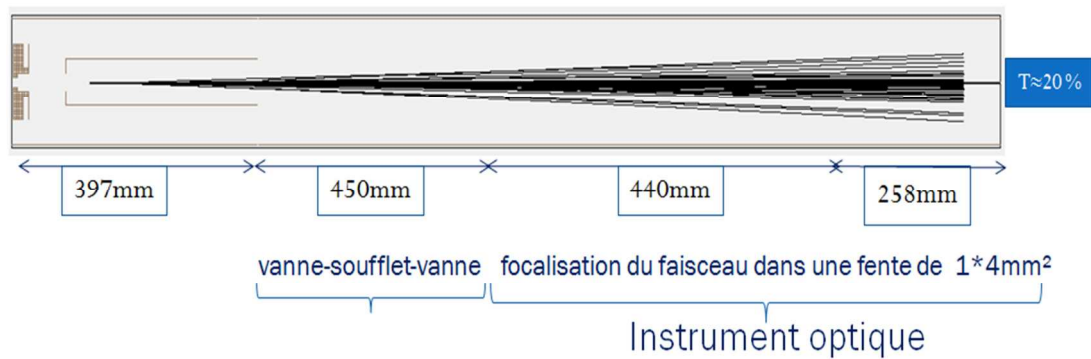 T≈20%
397mm
450mm
440mm
258mm
vanne-soufflet-vanne
focalisation du faisceau dans une fente de 1*4mm²
Instrument optique